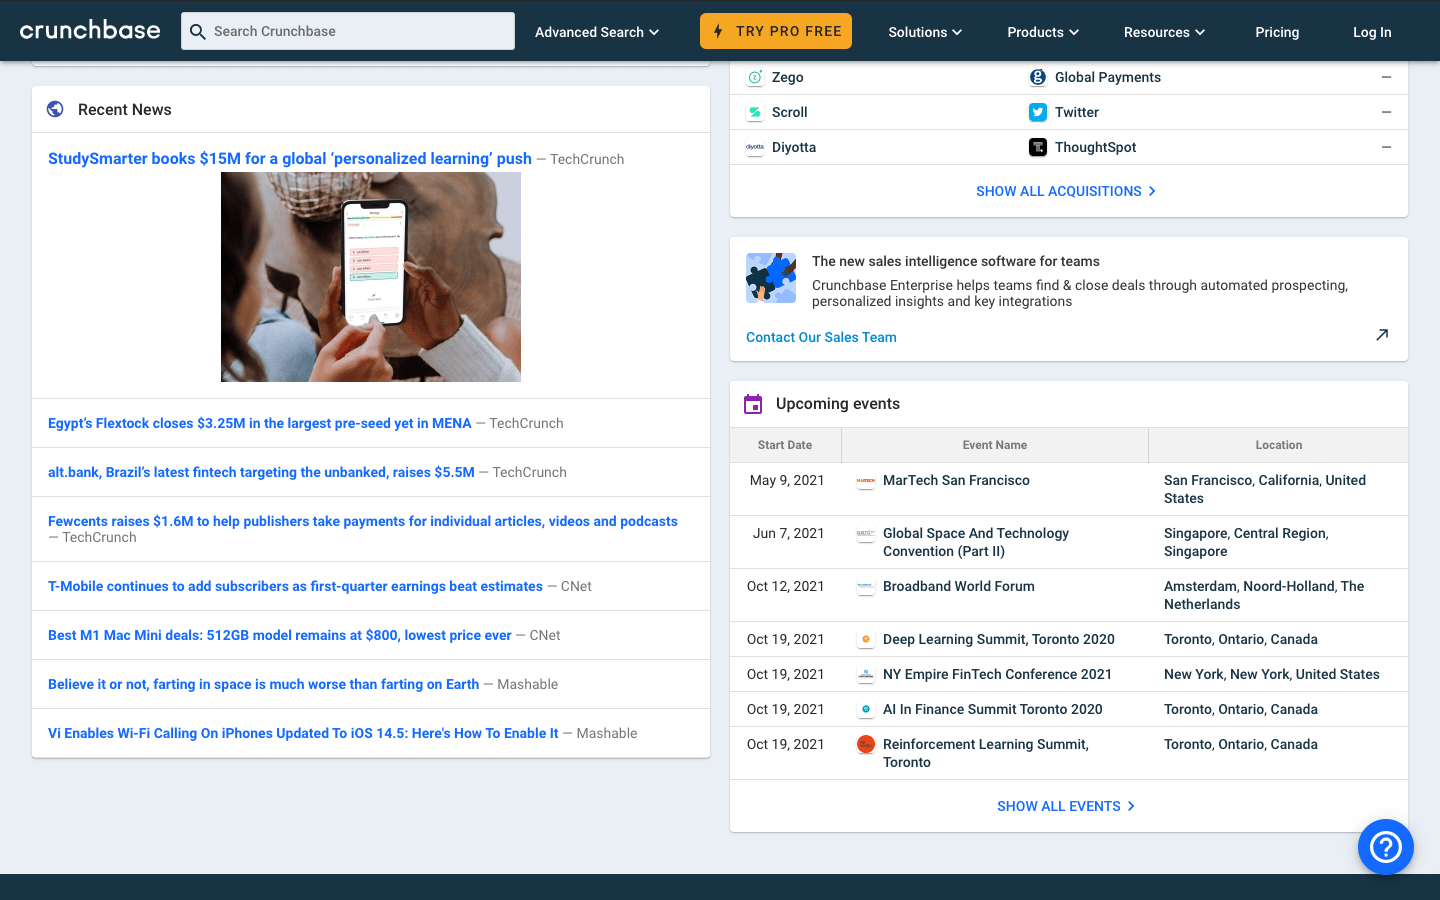 crunchbase
Search Crunchbase
Advanced Search
TRY PRO FREE
Solutions
Products
Resources
Pricing
Log In
Recent News
StudySmarter books $15M for a global ‘personalized learning’ push — TechCrunch
Egypt’s Flextock closes $3.25M in the largest pre-seed yet in MENA — TechCrunch
alt.bank, Brazil’s latest fintech targeting the unbanked, raises $5.5M — TechCrunch
Fewcents raises $1.6M to help publishers take payments for individual articles, videos and podcasts
— TechCrunch
T-Mobile continues to add subscribers as first-quarter earnings beat estimates — CNet
Best M1 Mac Mini deals: 512GB model remains at $800, lowest price ever — CNet
Believe it or not, farting in space is much worse than farting on Earth — Mashable
Vi Enables Wi-Fi Calling On iPhones Updated To iOS 14.5: Here's How To Enable It — Mashable
Zego Global Payments —
Scroll Twitter —
Diyotta ThoughtSpot —
SHOW ALL ACQUISITIONS
The new sales intelligence software for teams
Crunchbase Enterprise helps teams find & close deals through automated prospecting,
personalized insights and key integrations
Contact Our Sales Team
Upcoming events
Start Date Event Name Location
May 9, 2021 MarTech San Francisco San Francisco, California, United
States
Jun 7, 2021 Global Space And Technology Singapore, Central Region,
Convention (Part II) Singapore
Oct 12, 2021 Broadband World Forum Amsterdam, Noord-Holland, The
Netherlands
Oct 19, 2021 Deep Learning Summit, Toronto 2020 Toronto, Ontario, Canada
Oct 19, 2021 NY Empire FinTech Conference 2021 New York, New York, United States
Oct 19, 2021 AI In Finance Summit Toronto 2020 Toronto, Ontario, Canada
Oct 19, 2021 Reinforcement Learning Summit, Toronto, Ontario, Canada
Toronto
SHOW ALL EVENTS